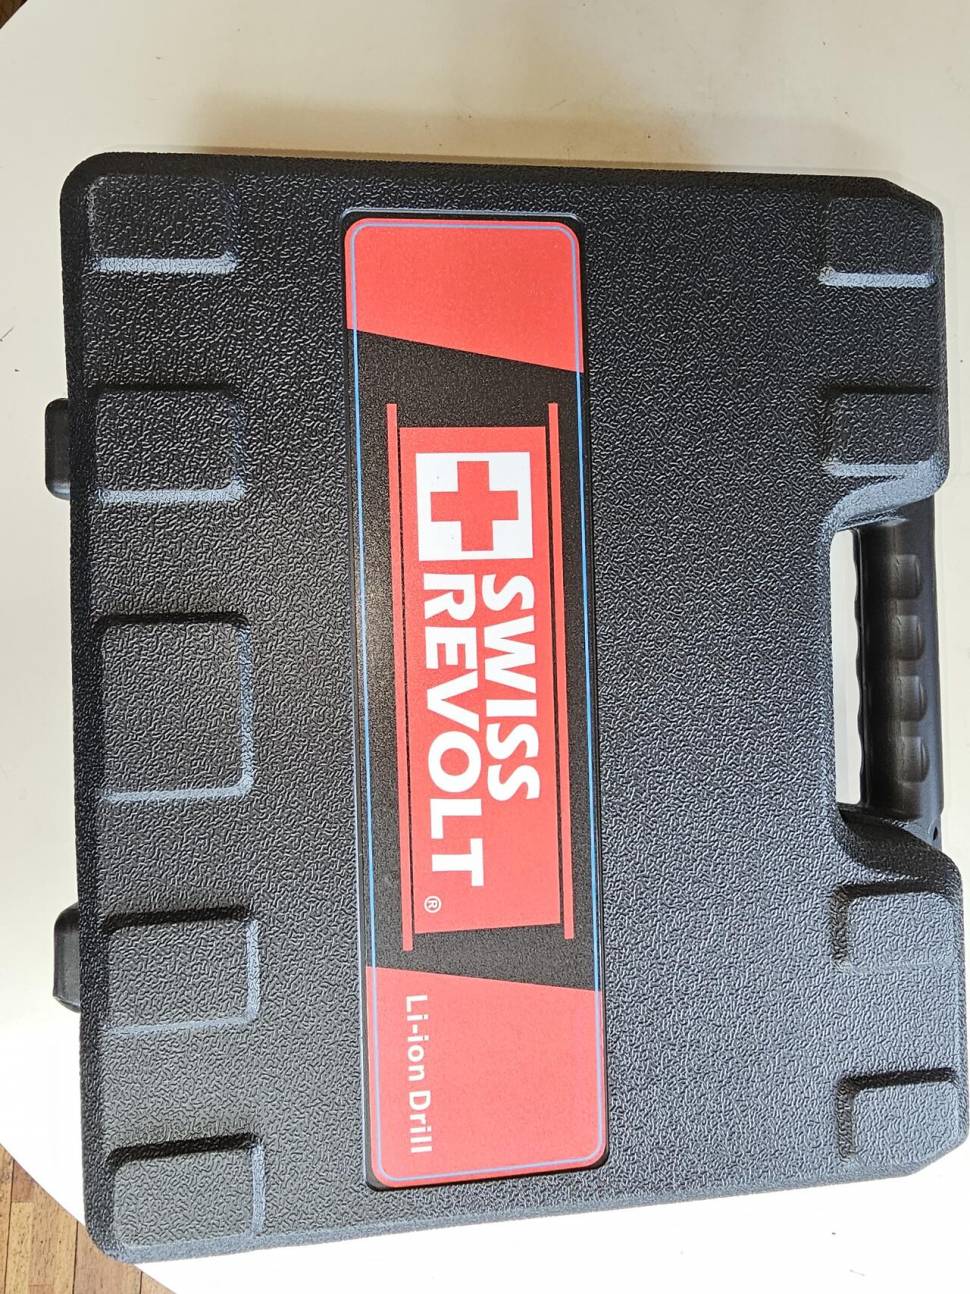 SWISS
REVOLT ®
Li-ion Drill